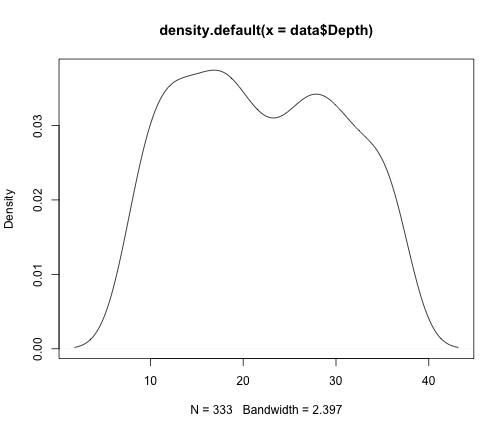 density.default(x = data$Depth)
Density
0.03
0.02
0.01
0.00
10 20 30 40
N = 333 Bandwidth = 2.397